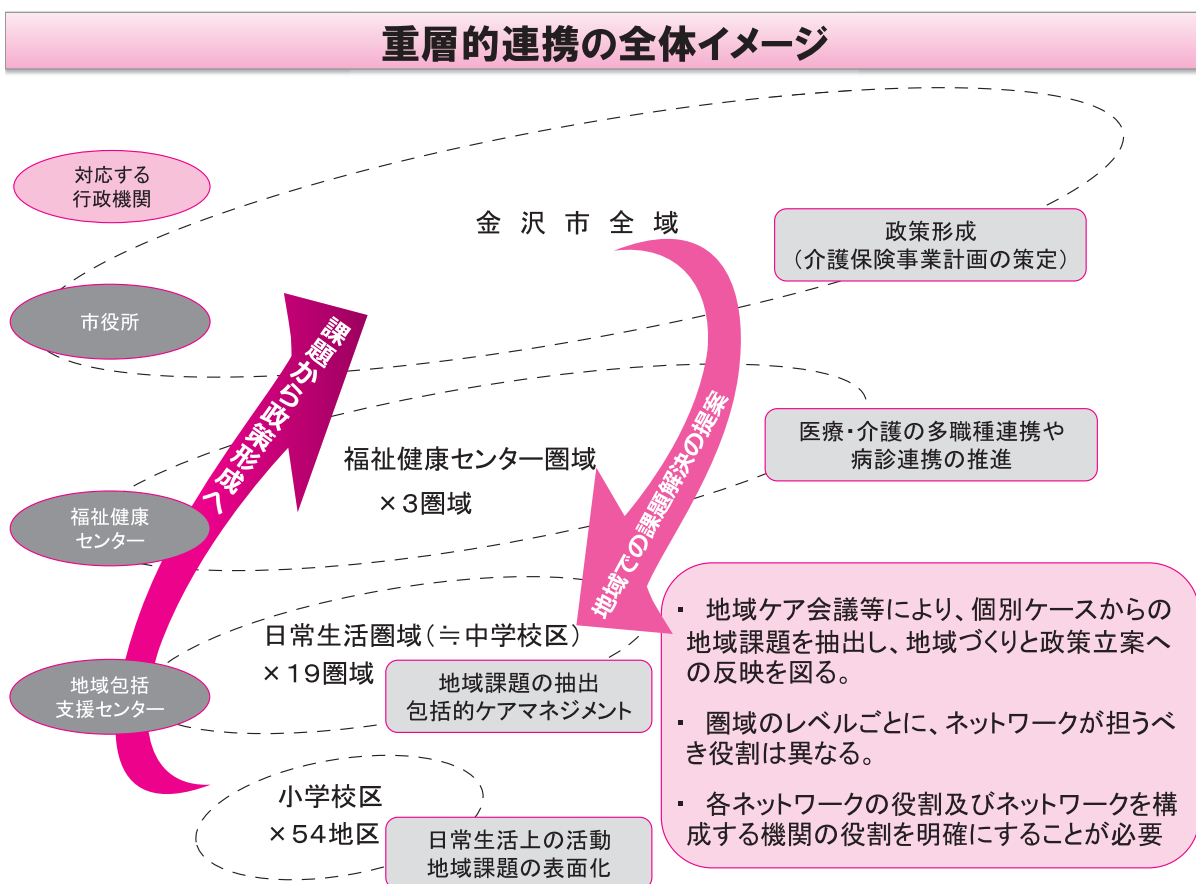 重層的連携の全体イメージ
対応する
行政機関
金沢市全域
政策形成
(介護保険事業計画の策定)
市役所
課題から政策形成へ
地域での課題解決の提案
医療・介護の多職種連携や
病診連携の推進
福祉健康センター圏域
×3圏域
福祉健康
センター
日常生活圏域(≒中学校区)
×19圏域
地域包括
支援センター
地域課題の抽出
包括的ケアマネジメント
小学校区
×54地区
日常生活上の活動
地域課題の表面化
・ 地域ケア会議等により、個別ケースからの
地域課題を抽出し、地域づくりと政策立案へ
の反映を図る。
・ 圏域のレベルごとに、ネットワークが担うべ
き役割は異なる。
・ 各ネットワークの役割及びネットワークを構
成する機関の役割を明確にすることが必要